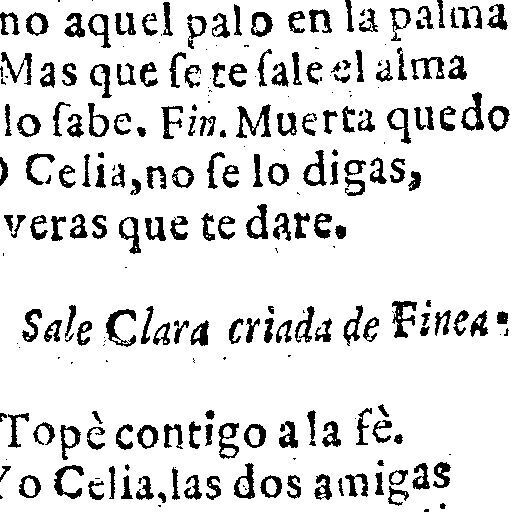 no aquel palo en la palma
Mas que ſe te ſale el alma
lo ſabe. Fin. Muerta quedo
O Celia,no ſe lo digas,
veras que te dare.
Sale Clara criada de Finea.
Topè contigo a la fè.
Yo Celia,las dos amigas